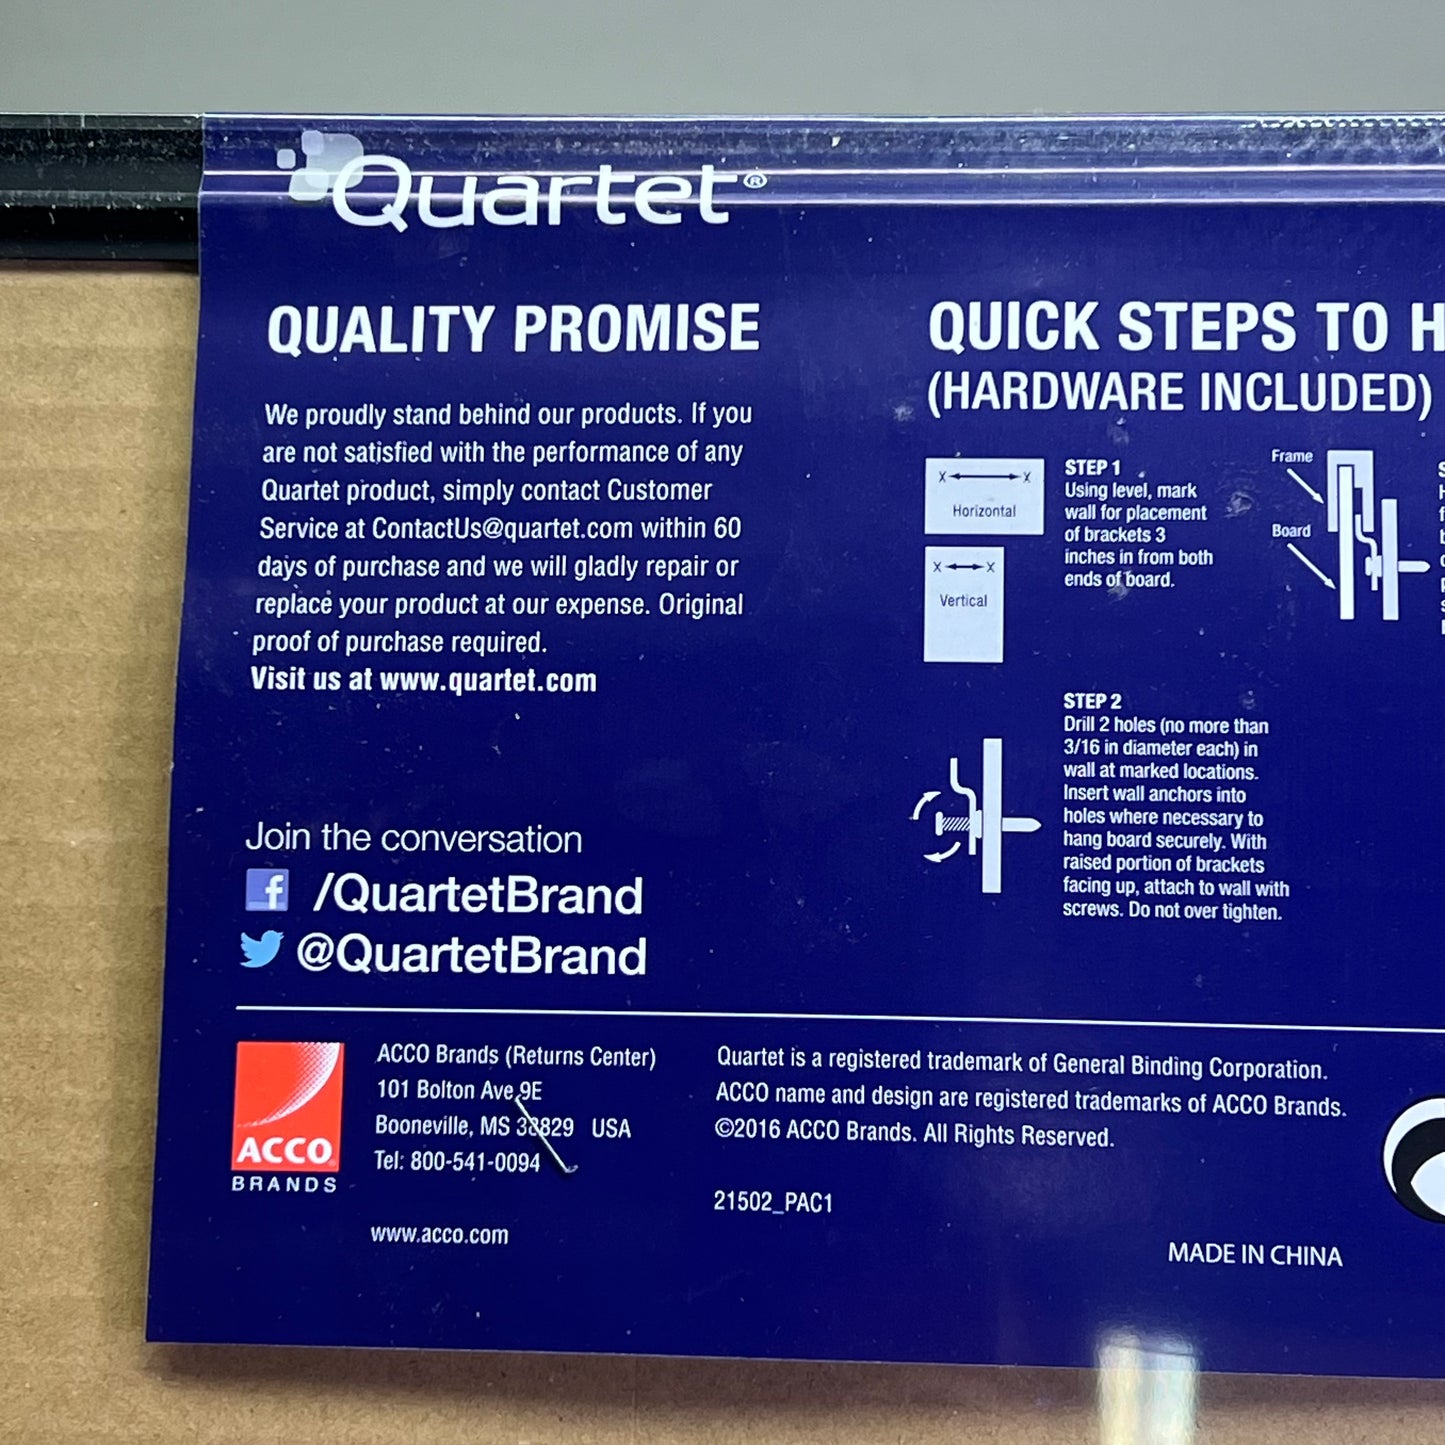 Quartet®
QUALITY PROMISE
We proudly stand behind our products. If you
are not satisfied with the performance of any
Quartet product, simply contact Customer
Service at ContactUs@quartet.com within 60
days of purchase and we will gladly repair or
replace your product at our expense. Original
proof of purchase required.
Visit us at www.quartet.com
Join the conversation
f /QuartetBrand
@QuartetBrand
QUICK STEPS TO H
(HARDWARE INCLUDED)
X X
Horizontal
X X
Vertical
STEP 1
Using level, mark
wall for placement
of brackets 3
inches in from both
ends of board.
Frame
Board
STEP 2
Drill 2 holes (no more than
3/16 in diameter each) in
wall at marked locations.
Insert wall anchors into
holes where necessary to
hang board securely. With
raised portion of brackets
facing up, attach to wall with
screws. Do not over tighten.
ACCO
BRANDS
ACCO Brands (Returns Center)
101 Bolton Ave 9E
Booneville, MS 38829 USA
Tel: 800-541-0094
www.acco.com
Quartet is a registered trademark of General Binding Corporation.
ACCO name and design are registered trademarks of ACCO Brands.
©2016 ACCO Brands. All Rights Reserved.
21502_PAC1
MADE IN CHINA